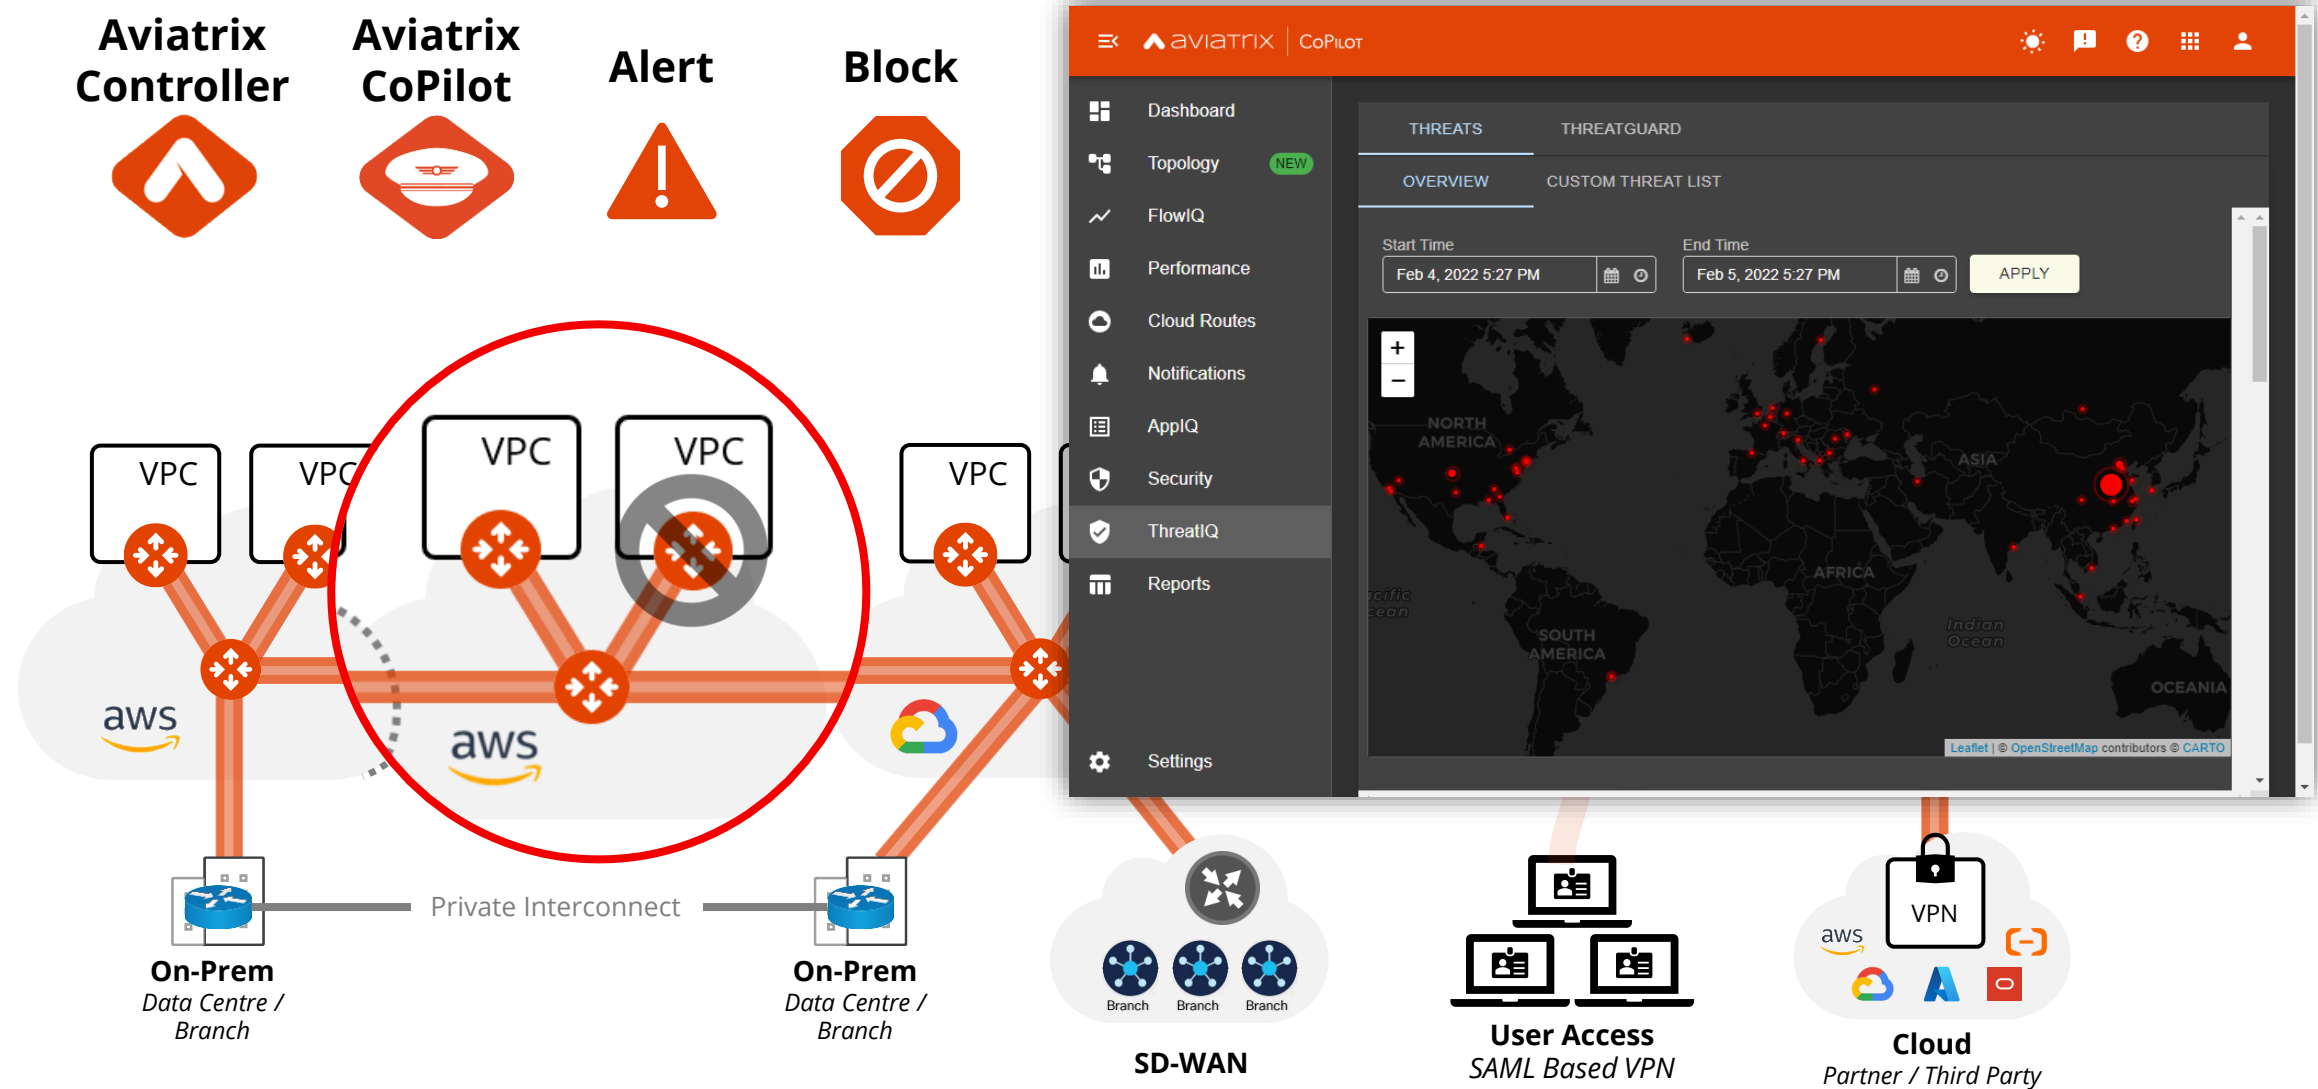 Aviatrix
Controller
Aviatrix
CoPilot
Alert
Block
aviatrix CoPilot
Dashboard
Topology NEW
FlowIQ
Performance
Cloud Routes
Notifications
AppIQ
Security
ThreatIQ
Reports
Settings
THREATS THREATGUARD
OVERVIEW CUSTOM THREAT LIST
Start Time End Time
Feb 4, 2022 5:27 PM Feb 5, 2022 5:27 PM APPLY
+
−
NORTH
AMERICA
ASIA
AFRICA
cific
cean
SOUTH
AMERICA
Indian
Ocean
OCEANIA
Leaflet | © OpenStreetMap contributors © CARTO
VPC
VPC
VPC
VPC
VPC
aws
aws
Private Interconnect
On-Prem
Data Centre /
Branch
On-Prem
Data Centre /
Branch
Branch Branch Branch
SD-WAN
User Access
SAML Based VPN
VPN
aws
Cloud
Partner / Third Party